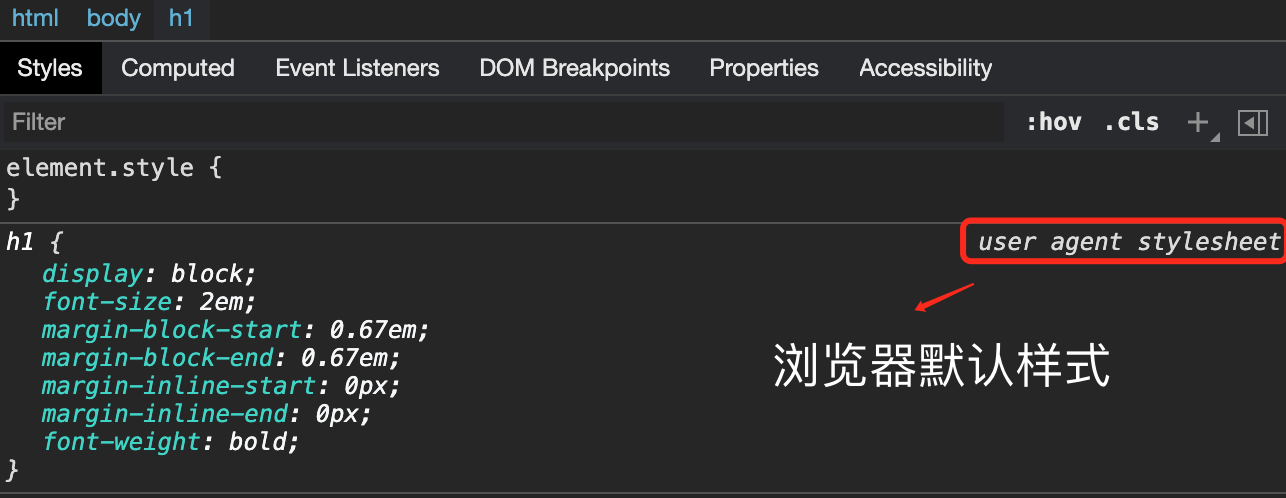 html body h1
Styles Computed Event Listeners DOM Breakpoints Properties Accessibility
Filter :hov .cls +
element.style {
}
h1 { user agent stylesheet
display: block;
font-size: 2em;
margin-block-start: 0.67em;
margin-block-end: 0.67em;
浏览器默认样式
margin-inline-start: 0px;
margin-inline-end: 0px;
font-weight: bold;
}